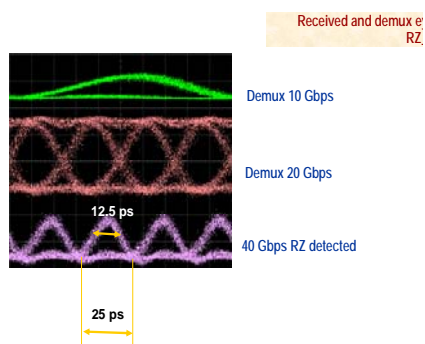 Received and demux
RZ
Demux 10 Gbps
Demux 20 Gbps
12.5 ps
40 Gbps RZ detected
25 ps